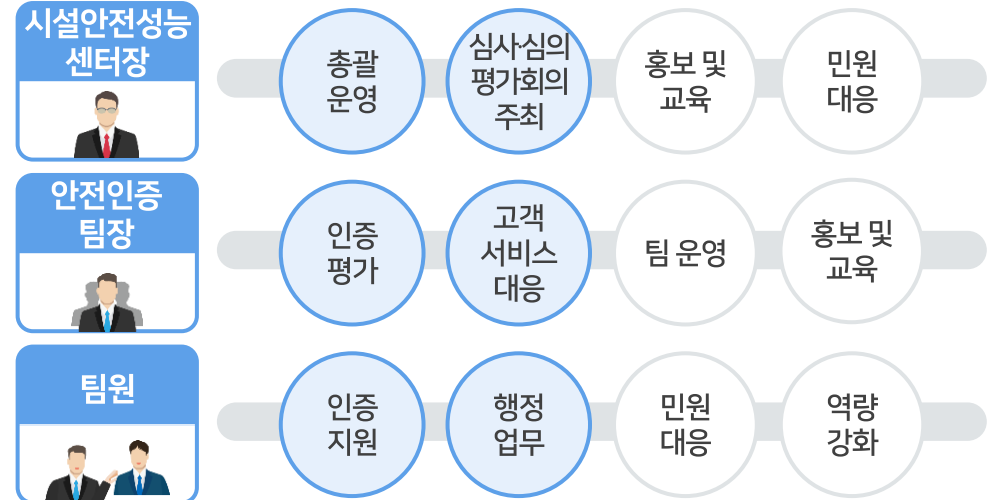 시설안전성능
센터장
총괄
운영
심사·심의
평가회의
주최
홍보 및
교육
민원
대응
안전인증
팀장
인증
평가
고객
서비스
대응
팀 운영
홍보 및
교육
팀원
인증
지원
행정
업무
민원
대응
역량
강화